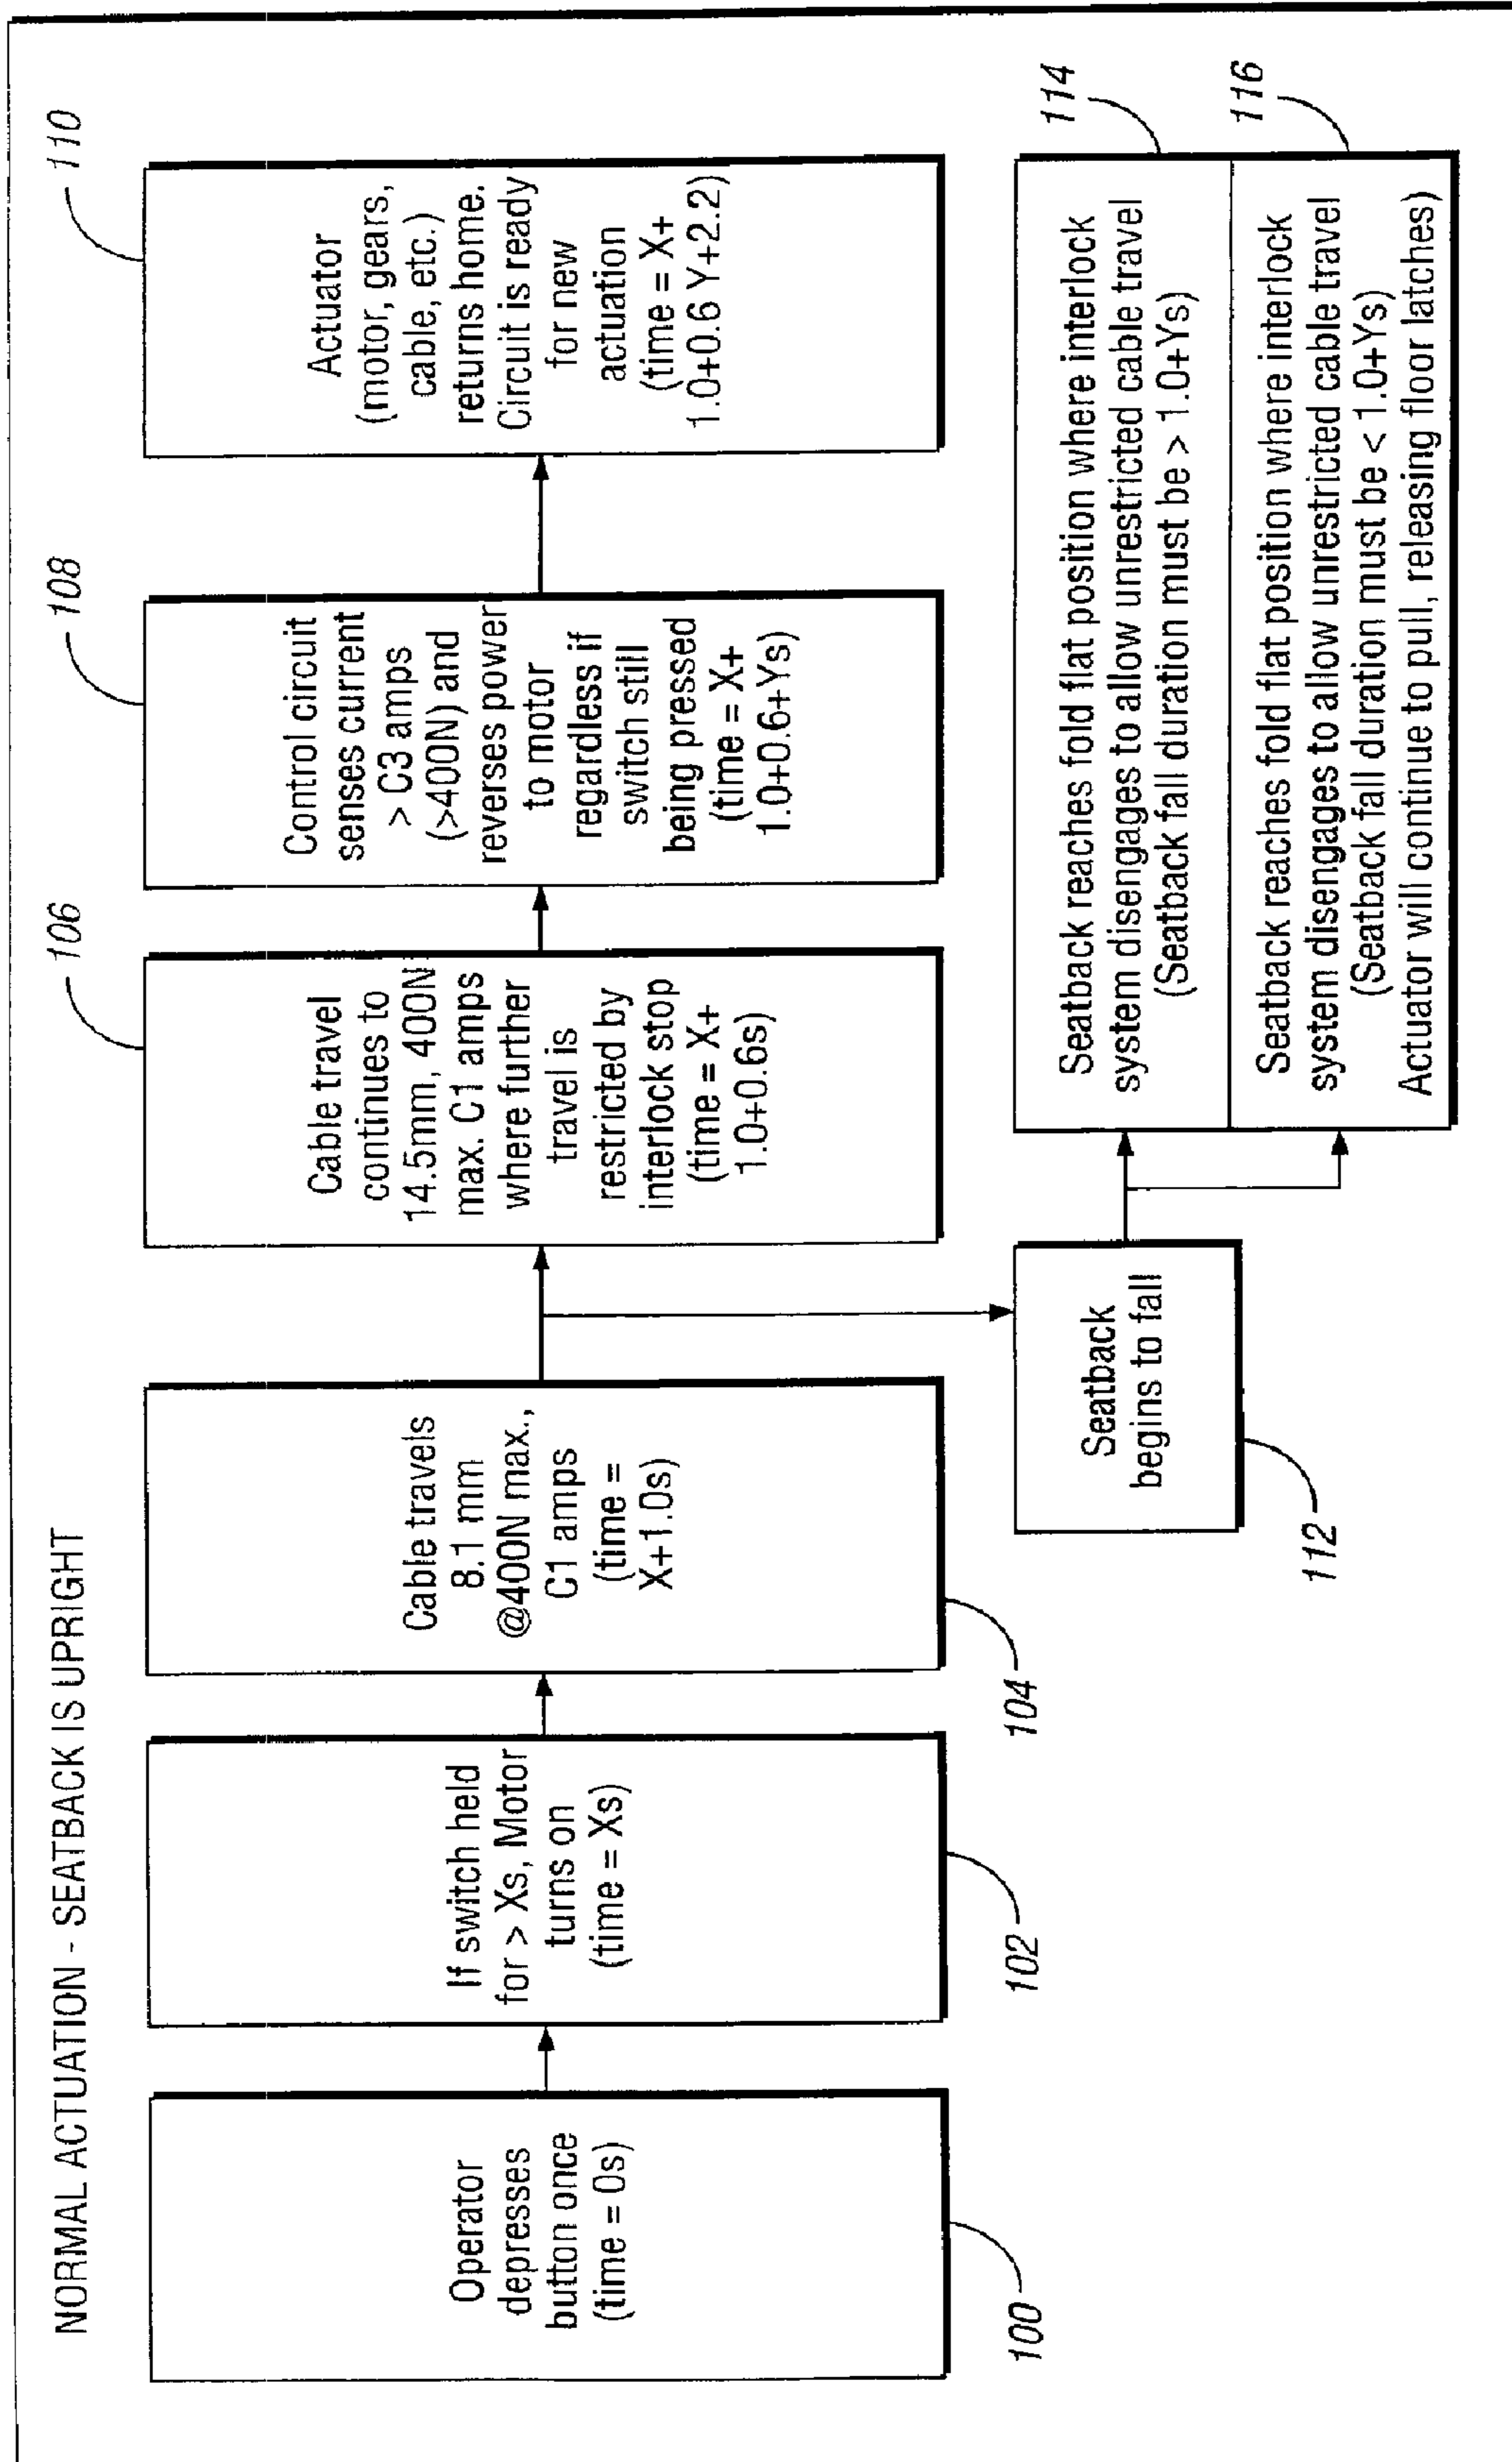 NORMAL ACTUATION - SEATBACK IS UPRIGHT
Operator
depresses
button once
(time = 0s)
100
If switch held
for > Xs, Motor
turns on
(time = Xs)
102
Cable travels
8.1 mm
@400N max.,
C1 amps
(time =
X+1.0s)
104
Cable travel
continues to
14.5mm, 400N
max. C1 amps
where further
travel is
restricted by
interlock stop
(time = X+
1.0+0.6s)
106
Control circuit
senses current
> C3 amps
(>400N) and
reverses power
to motor
regardless if
switch still
being pressed
(time = X+
1.0+0.6+Ys)
108
Actuator
(motor, gears,
cable, etc.)
returns home.
Circuit is ready
for new
actuation
(time = X+
1.0+0.6 Y+2.2)
110
Seatback
begins to fall
112
Seatback reaches fold flat position where interlock
system disengages to allow unrestricted cable travel
(Seatback fall duration must be > 1.0+Ys)
114
Seatback reaches fold flat position where interlock
system disengages to allow unrestricted cable travel
(Seatback fall duration must be < 1.0+Ys)
Actuator will continue to pull, releasing floor latches)
116